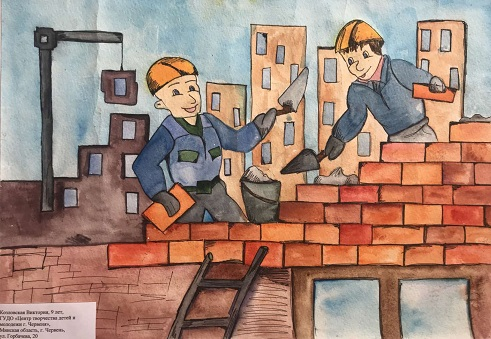 Козловская Виктория, 9 лет,
ГУДО «Центр творчества детей и
молодежи г. Червеня»,
Минская область, г. Червень,
ул. Горбачева, 20